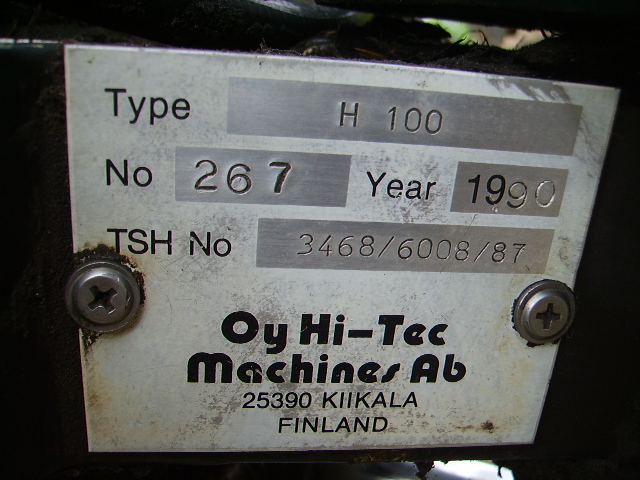 Type H 100
No 267 Year 1990
TSH No 3468/6008/87
Oy Hi-Tec
Machines Ab
25390 KIIKALA
FINLAND